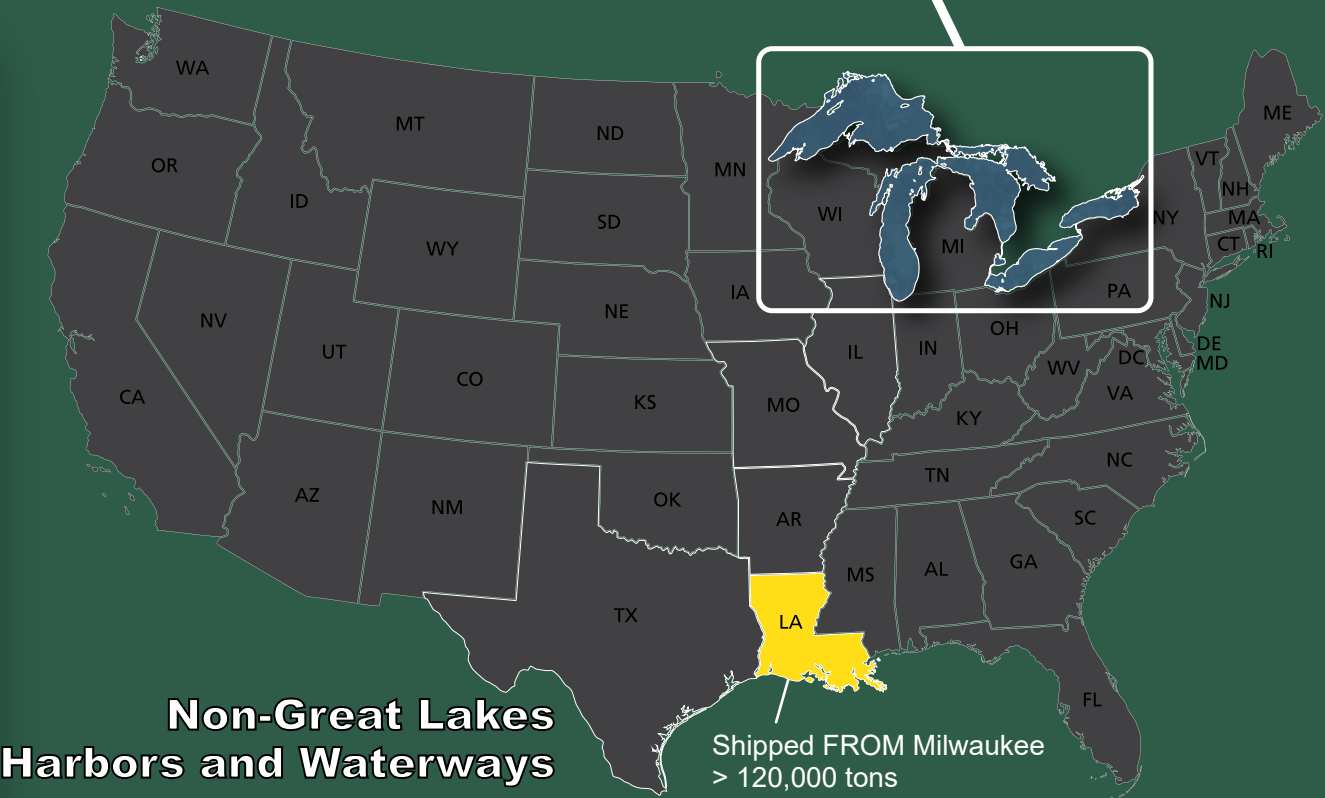 WA
MT
ND
MN
OR
ID
SD
WI
MI
ME
VT
NH
NY
MA
CT
RI
WY
IA
PA
NJ
NE
NV
UT
CO
IL
IN
OH
DE
MD
DC
WV
VA
CA
KS
MO
KY
NC
TN
AZ
NM
OK
AR
SC
MS
AL
GA
TX
LA
FL
Non-Great Lakes
Harbors and Waterways
Shipped FROM Milwaukee
> 120,000 tons